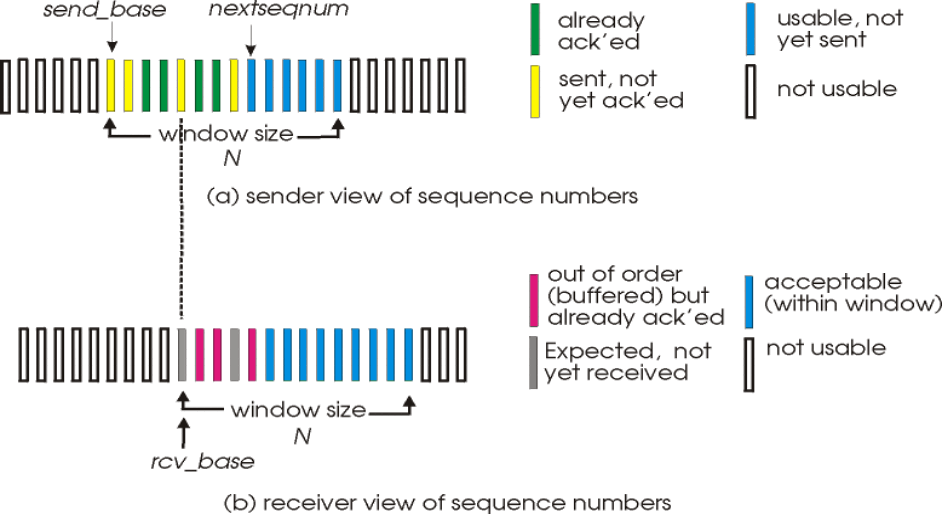 send_base
nextseqnum
already
ack'ed
usable, not
yet sent
sent, not
yet ack'ed
not usable
window size
N
(a) sender view of sequence numbers
out of order
(buffered) but
already ack'ed
acceptable
(within window)
Expected, not
yet received
not usable
window size
N
rcv_base
(b) receiver view of sequence numbers